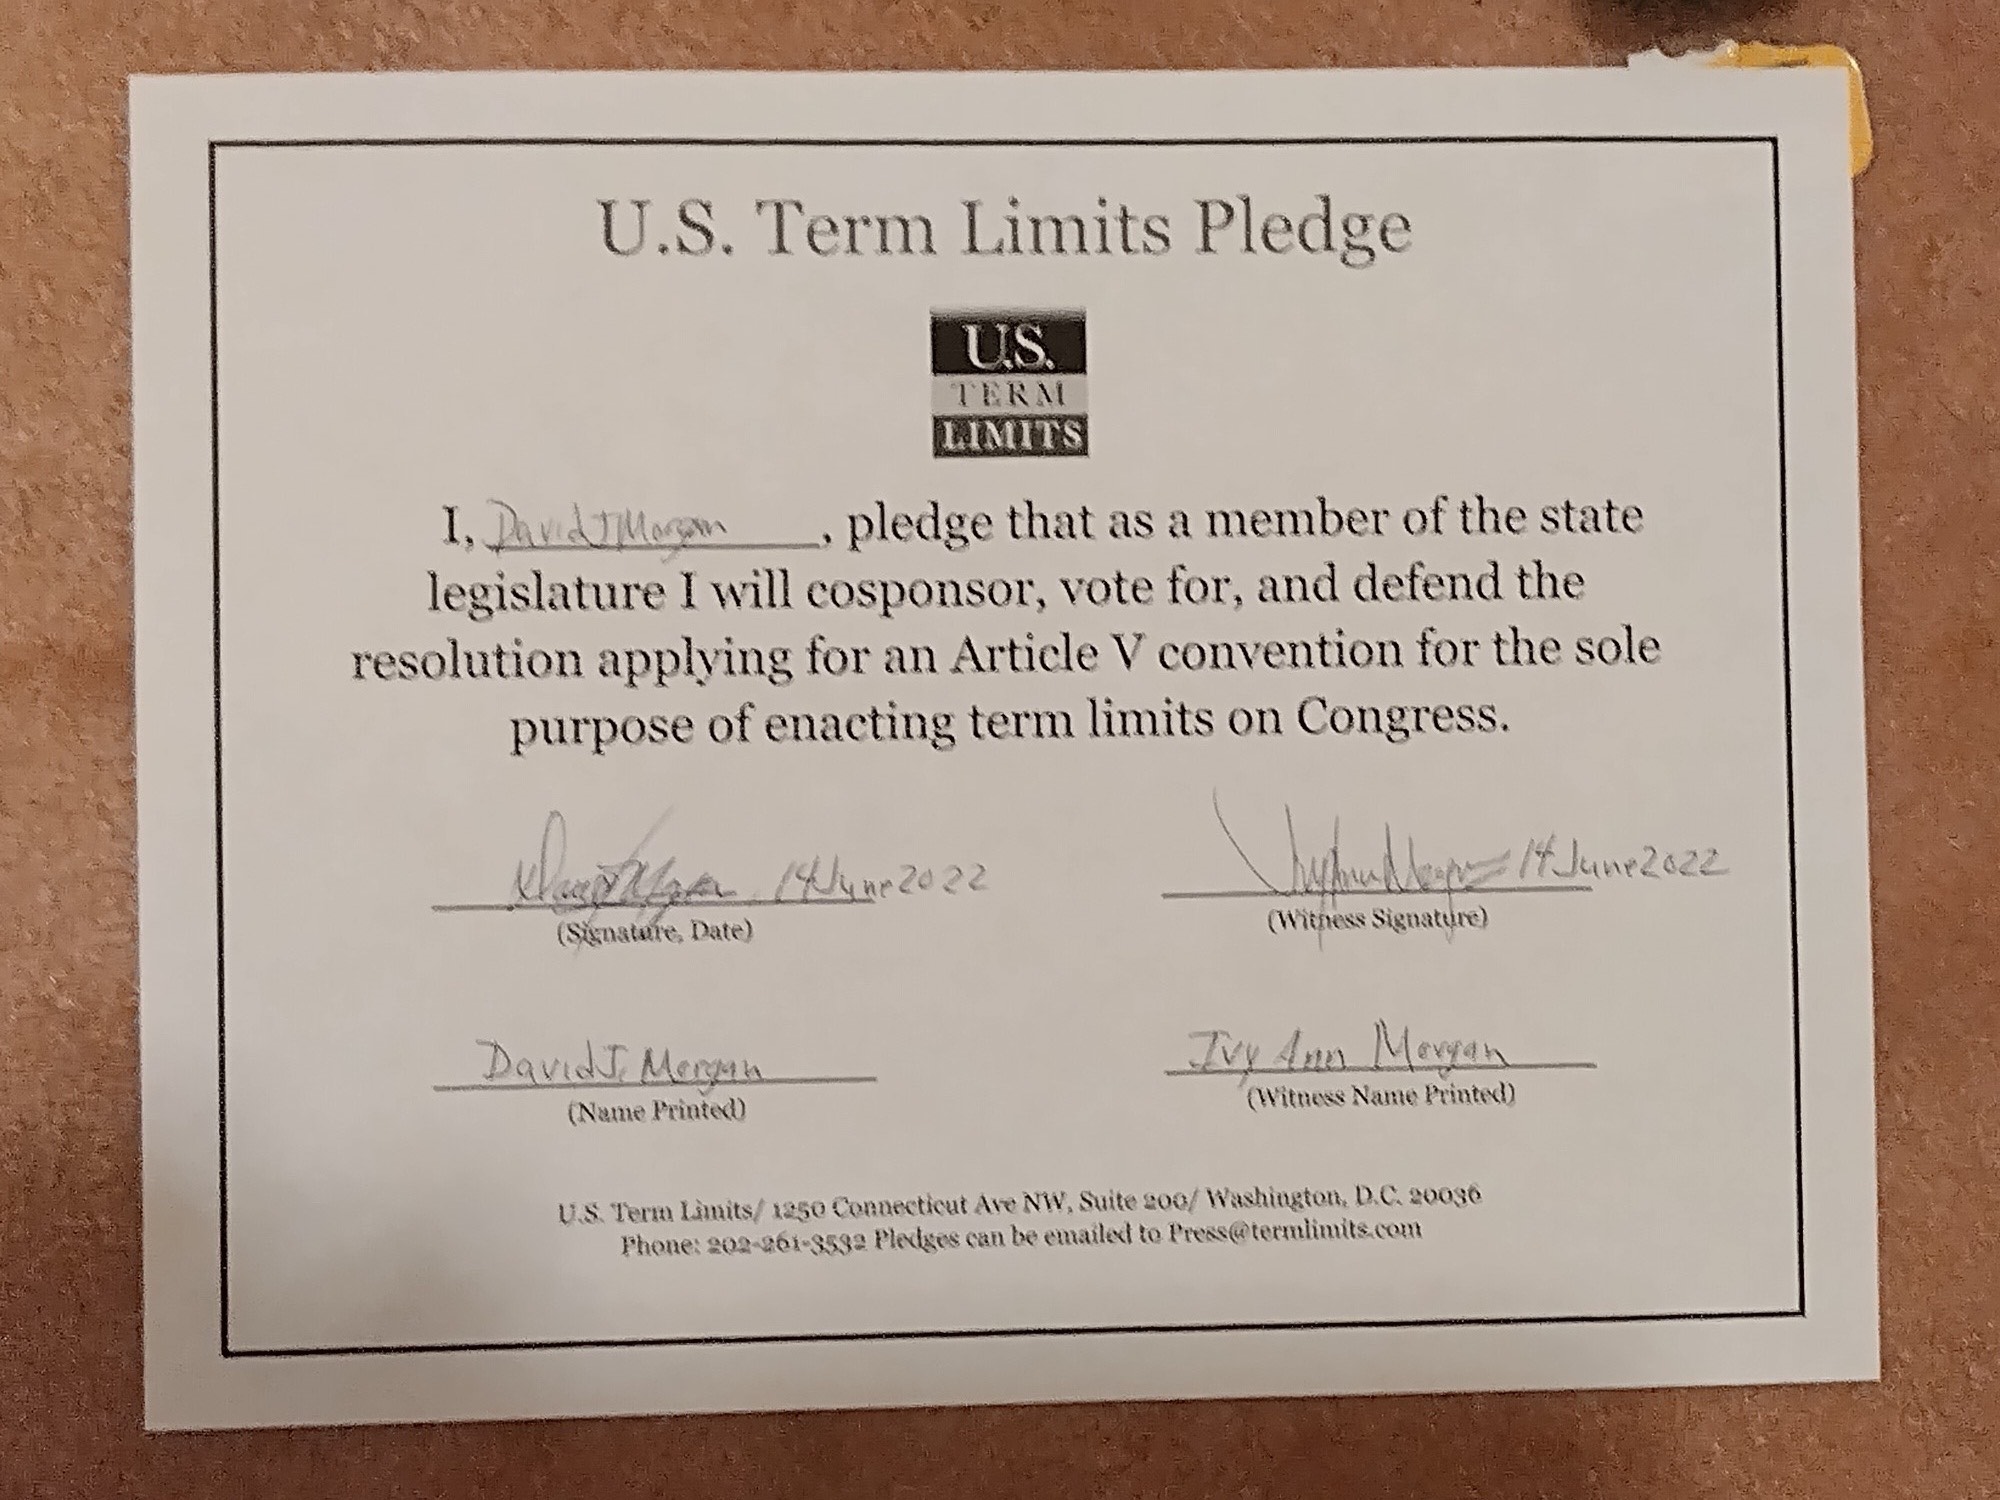 U.S. Term Limits Pledge
U.S.
TERM
LIMITS
I, David J Morgan, pledge that as a member of the state
legislature I will cosponsor, vote for, and defend the
resolution applying for an Article V convention for the sole
purpose of enacting term limits on Congress.
14 June 2022
14 June 2022
(Signature, Date)
(Witness Signature)
David J. Morgan
Ivy Ann Morgan
(Name Printed)
(Witness Name Printed)
U.S. Term Limits/ 1250 Connecticut Ave NW, Suite 200/ Washington, D.C. 20036
Phone: 202-261-3532 Pledges can be emailed to Press@termlimits.com